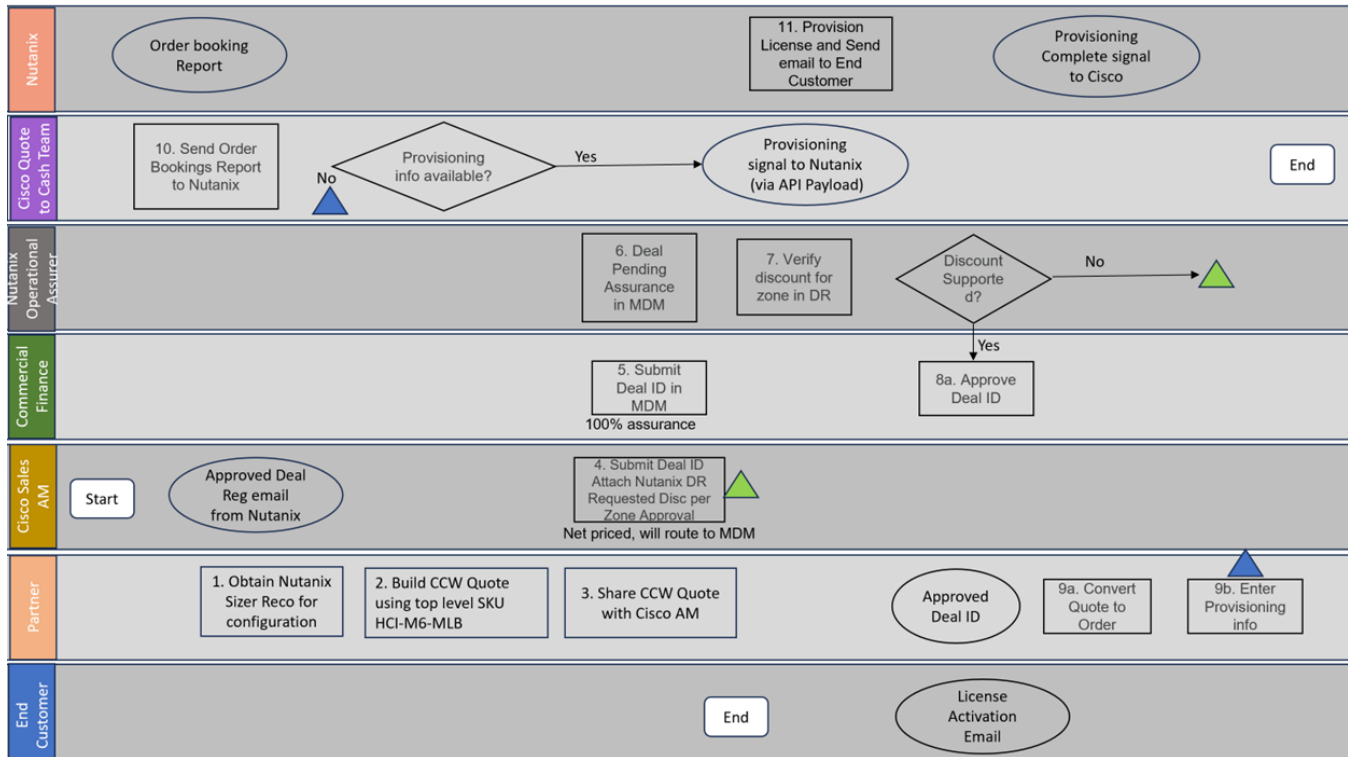 Nutanix
Order booking
Report
11. Provision
License and Send
email to End
Customer
Provisioning
Complete signal
to Cisco
Cisco Quote
to Cash Team
10. Send Order
Bookings Report
to Nutanix
No
Provisioning
info available?
Yes
Provisioning
signal to Nutanix
(via API Payload)
End
Nutanix
Operational
Assurer
6. Deal
Pending
Assurance
in MDM
7. Verify
discount for
zone in DR
Discount
Supporte
d?
No
Yes
Commercial
Finance
5. Submit
Deal ID in
MDM
100% assurance
8a. Approve
Deal ID
Cisco Sales
AM
Start
Approved Deal
Reg email
from Nutanix
4. Submit Deal ID
Attach Nutanix DR
Requested Disc per
Zone Approval
Net priced, will route to MDM
Partner
1. Obtain Nutanix
Sizer Reco for
configuration
2. Build CCW Quote
using top level SKU
HCI-M6-MLB
3. Share CCW Quote
with Cisco AM
Approved
Deal ID
9a. Convert
Quote to
Order
9b. Enter
Provisioning
info
End
Customer
End
License
Activation
Email